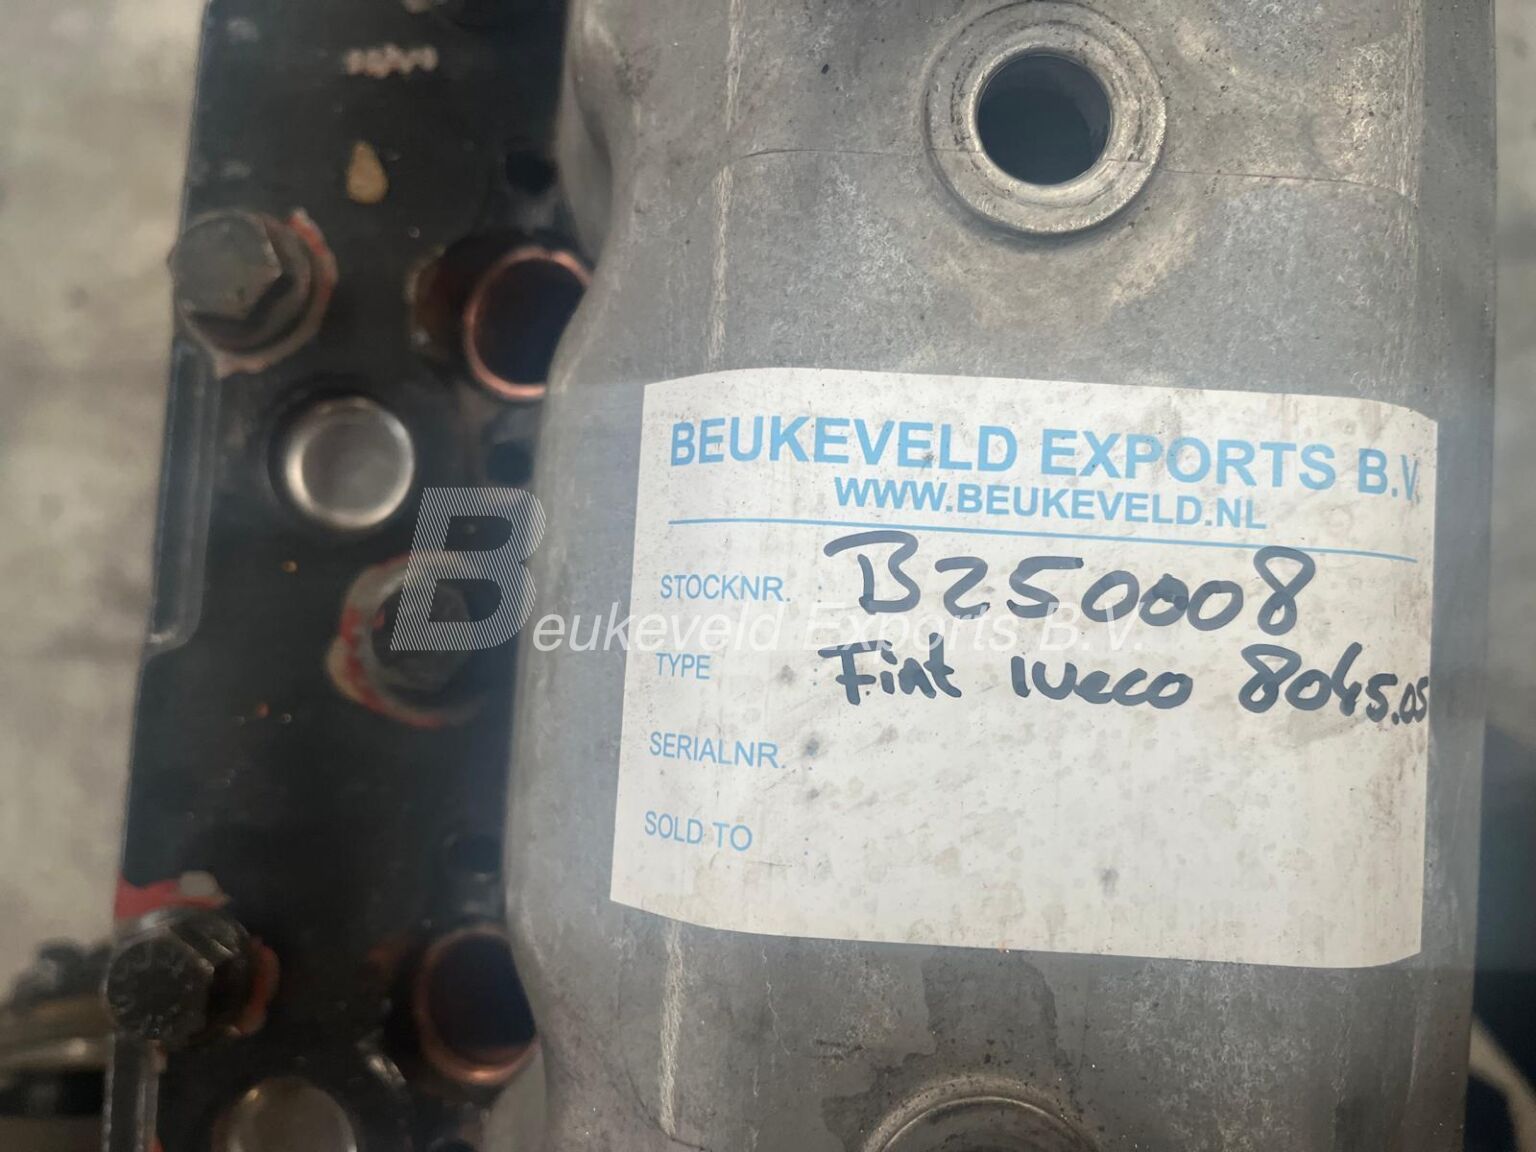 BEUKEVELD EXPORTS B.V.
WWW.BEUKEVELD.NL
STOCKNR. B250008
Beukeveld Exports B.V.
TYPE Fiat Iveco 8045.05
SERIALNR.
SOLD TO